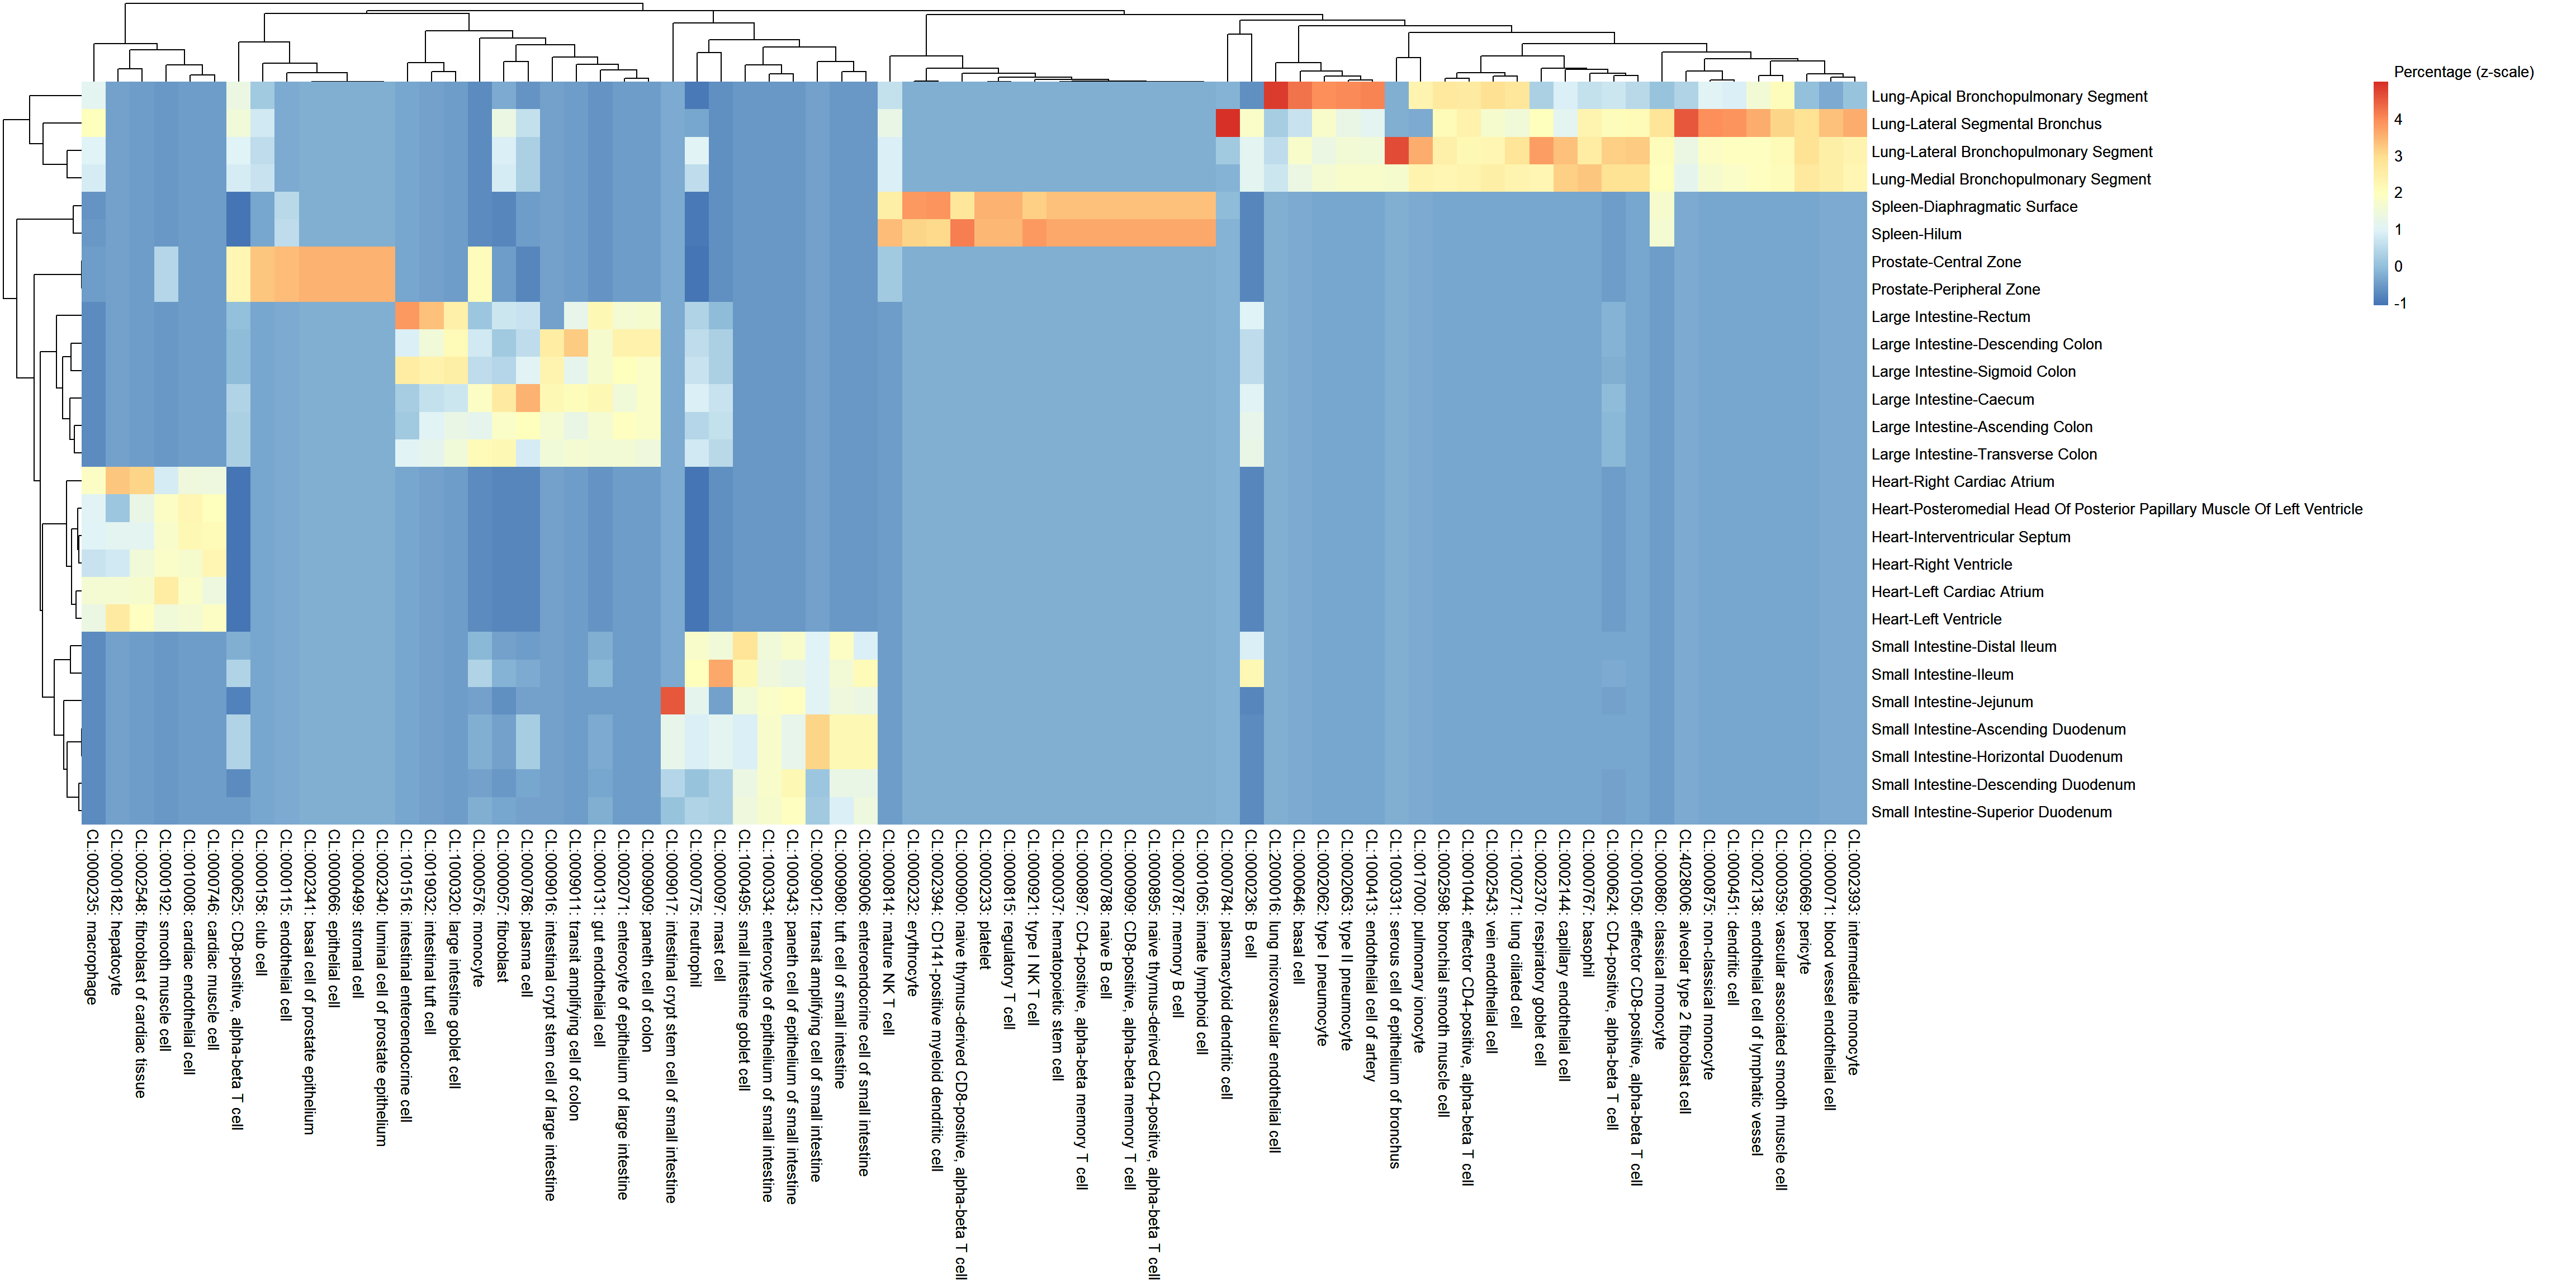 Percentage (z-scale)
4
3
2
1
0
-1
Lung-Apical Bronchopulmonary Segment
Lung-Lateral Segmental Bronchus
Lung-Lateral Bronchopulmonary Segment
Lung-Medial Bronchopulmonary Segment
Spleen-Diaphragmatic Surface
Spleen-Hilum
Prostate-Central Zone
Prostate-Peripheral Zone
Large Intestine-Rectum
Large Intestine-Descending Colon
Large Intestine-Sigmoid Colon
Large Intestine-Caecum
Large Intestine-Ascending Colon
Large Intestine-Transverse Colon
Heart-Right Cardiac Atrium
Heart-Posteromedial Head Of Posterior Papillary Muscle Of Left Ventricle
Heart-Interventricular Septum
Heart-Right Ventricle
Heart-Left Cardiac Atrium
Heart-Left Ventricle
Small Intestine-Distal Ileum
Small Intestine-Ileum
Small Intestine-Jejunum
Small Intestine-Ascending Duodenum
Small Intestine-Horizontal Duodenum
Small Intestine-Descending Duodenum
Small Intestine-Superior Duodenum
CL:0000235: macrophage
CL:0000182: hepatocyte
CL:0002548: fibroblast of cardiac tissue
CL:0000192: smooth muscle cell
CL:0010008: cardiac endothelial cell
CL:0000746: cardiac muscle cell
CL:0000625: CD8-positive, alpha-beta T cell
CL:0000158: club cell
CL:0000115: endothelial cell
CL:0002341: basal cell of prostate epithelium
CL:0000066: epithelial cell
CL:0000499: stromal cell
CL:0002340: luminal cell of prostate epithelium
CL:1001516: intestinal enteroendocrine cell
CL:0019032: intestinal tuft cell
CL:1000320: large intestine goblet cell
CL:0000576: monocyte
CL:0000057: fibroblast
CL:0000786: plasma cell
CL:0009016: intestinal crypt stem cell of large intestine
CL:0009011: transit amplifying cell of colon
CL:0000131: gut endothelial cell
CL:0002071: enterocyte of epithelium of large intestine
CL:0009009: paneth cell of colon
CL:0009017: intestinal crypt stem cell of small intestine
CL:0000775: neutrophil
CL:0000097: mast cell
CL:1000495: small intestine goblet cell
CL:1000334: enterocyte of epithelium of small intestine
CL:1000343: paneth cell of epithelium of small intestine
CL:0009012: transit amplifying cell of small intestine
CL:0009080: tuft cell of small intestine
CL:0009006: enteroendocrine cell of small intestine
CL:0000814: mature NK T cell
CL:0000232: erythrocyte
CL:0002394: CD141-positive myeloid dendritic cell
CL:0000900: naive thymus-derived CD8-positive, alpha-beta T cell
CL:0000233: platelet
CL:0000815: regulatory T cell
CL:0000921: type I NK T cell
CL:0000037: hematopoietic stem cell
CL:0000897: CD4-positive, alpha-beta memory T cell
CL:0000788: naive B cell
CL:0000909: CD8-positive, alpha-beta memory T cell
CL:0000895: naive thymus-derived CD4-positive, alpha-beta T cell
CL:0000787: memory B cell
CL:0001065: innate lymphoid cell
CL:0000784: plasmacytoid dendritic cell
CL:0000236: B cell
CL:2000016: lung microvascular endothelial cell
CL:0000646: basal cell
CL:0002062: type I pneumocyte
CL:0002063: type II pneumocyte
CL:1000413: endothelial cell of artery
CL:1000331: serous cell of epithelium of bronchus
CL:0017000: pulmonary ionocyte
CL:0002598: bronchial smooth muscle cell
CL:0001044: effector CD4-positive, alpha-beta T cell
CL:0002543: vein endothelial cell
CL:1000271: lung ciliated cell
CL:0002370: respiratory goblet cell
CL:0002144: capillary endothelial cell
CL:0000767: basophil
CL:0000624: CD4-positive, alpha-beta T cell
CL:0001050: effector CD8-positive, alpha-beta T cell
CL:0000860: classical monocyte
CL:4028006: alveolar type 2 fibroblast cell
CL:0000875: non-classical monocyte
CL:0000451: dendritic cell
CL:0002138: endothelial cell of lymphatic vessel
CL:0000359: vascular associated smooth muscle cell
CL:0000669: pericyte
CL:0000071: blood vessel endothelial cell
CL:0002393: intermediate monocyte